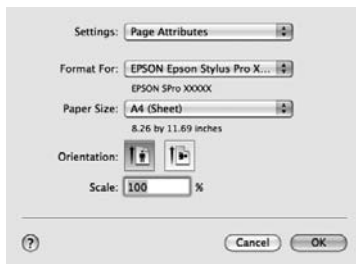 Settings: Page Attributes
Format For: EPSON Epson Stylus Pro X...
EPSON SPro XXXXX
Paper Size: A4 (Sheet)
8.26 by 11.69 inches
Orientation:
Scale: 100 %
? Cancel OK